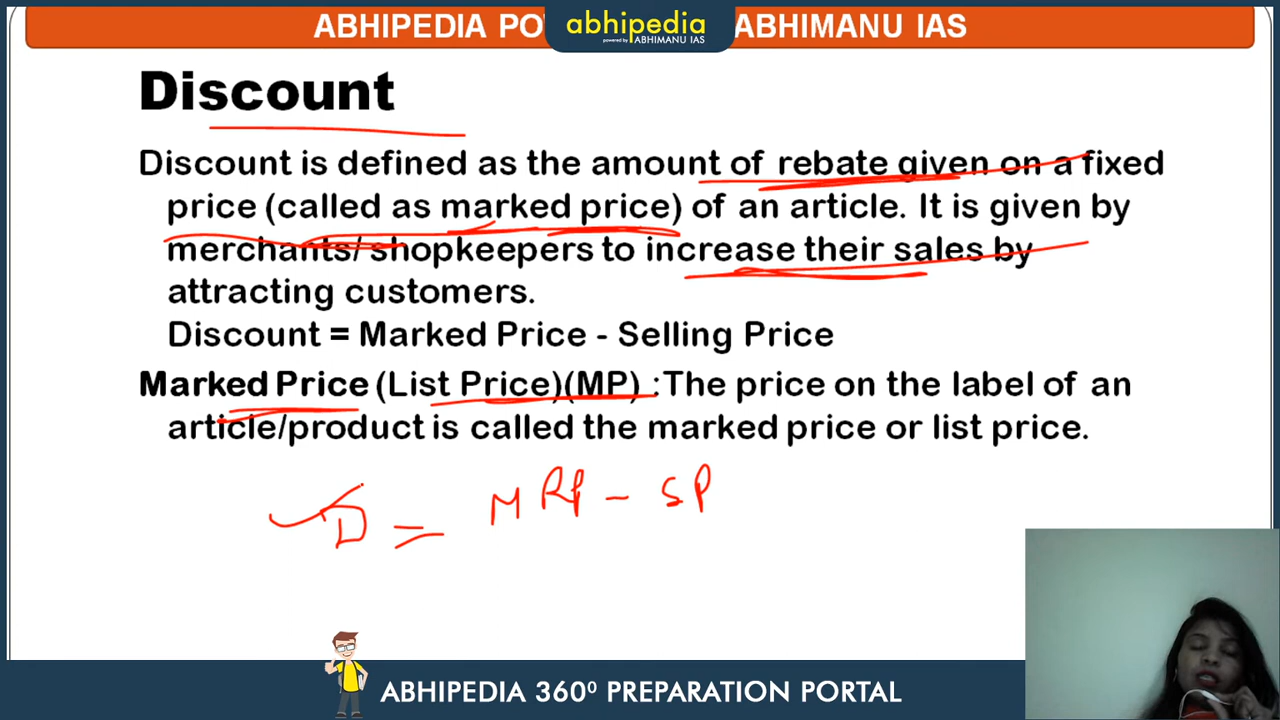 ABHIPEDIA PO abhipedia ABHIMANU IAS
powered by ABHIMANU IAS
Discount
Discount is defined as the amount of rebate given on a fixed
price (called as marked price) of an article. It is given by
merchants/shopkeepers to increase their sales by
attracting customers.
Discount = Marked Price - Selling Price
Marked Price (List Price)(MP) :The price on the label of an
article/product is called the marked price or list price.
D = MRP - SP
ABHIPEDIA 360⁰ PREPARATION PORTAL